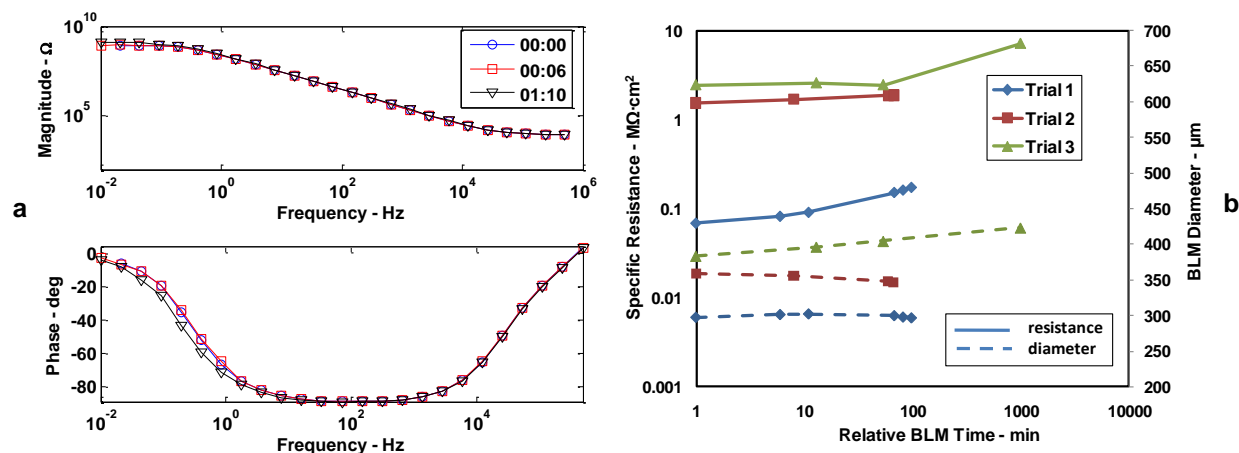 a
Magnitude - Ω
10^10
10^5
00:00
00:06
01:10
10^-2
10^0
10^2
10^4
10^6
Frequency - Hz
Phase - deg
0
-20
-40
-60
-80
10^-2
10^0
10^2
10^4
Frequency - Hz
b
Specific Resistance - MΩ·cm²
10
1
0.1
0.01
0.001
Trial 1
Trial 2
Trial 3
resistance
diameter
700
650
600
550
500
450
400
350
300
250
200
BLM Diameter - µm
1
10
100
1000
10000
Relative BLM Time - min